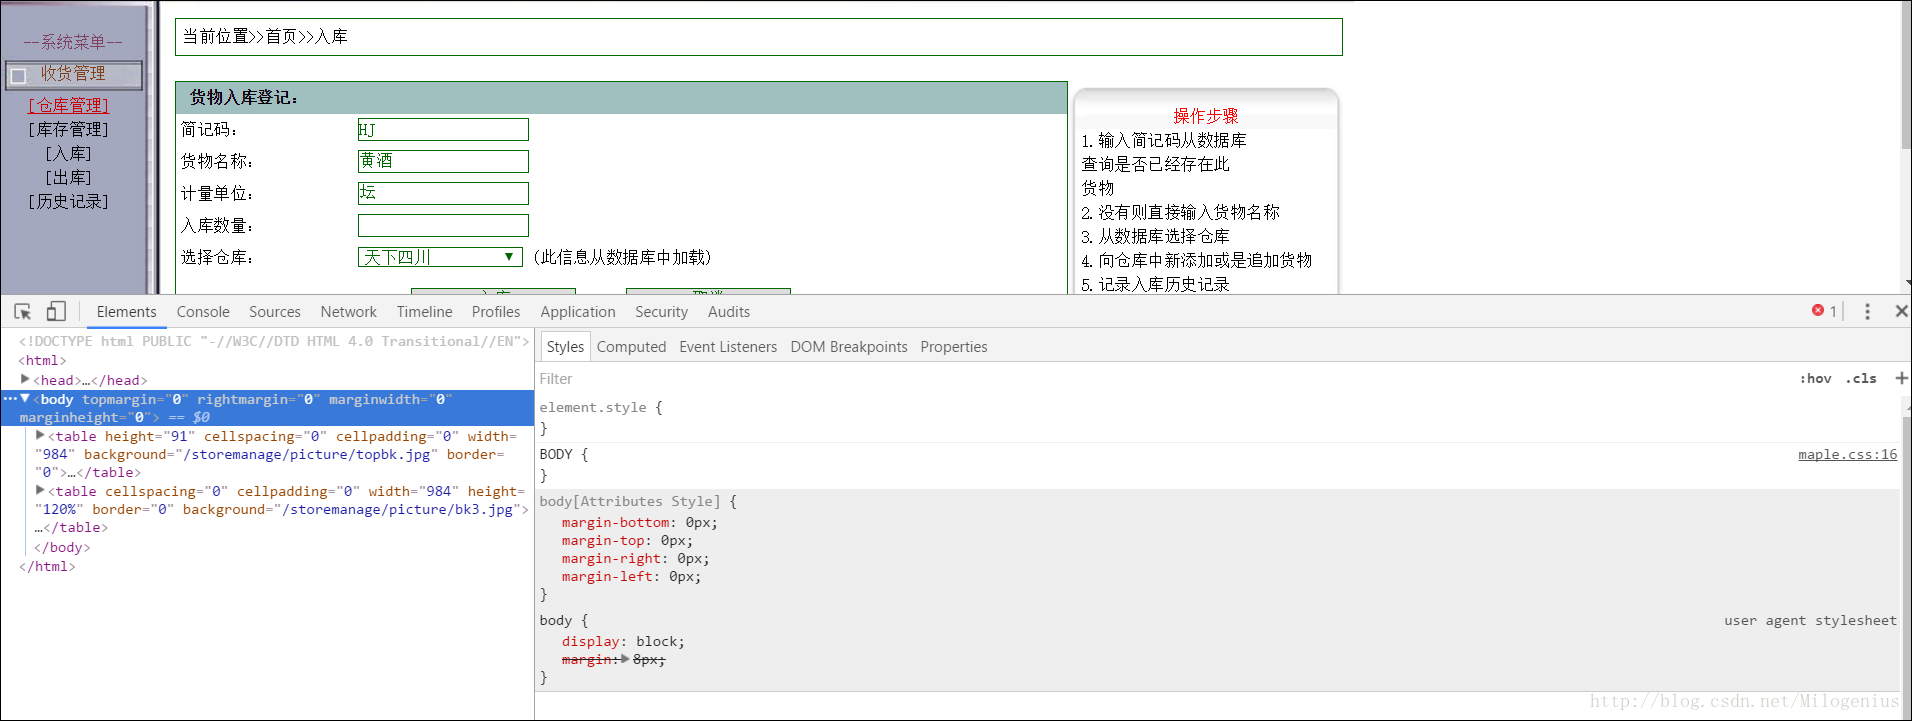 --系统菜单--
收货管理
[仓库管理]
[库存管理]
[入库]
[出库]
[历史记录]
当前位置>>首页>>入库
货物入库登记：
简记码： HJ
货物名称： 黄酒
计量单位： 坛
入库数量：
选择仓库： 天下四川 ▼ （此信息从数据库中加载）
操作步骤
1. 输入简记码从数据库
查询是否已经存在此
货物
2. 没有则直接输入货物名称
3. 从数据库选择仓库
4. 向仓库中新添加或是追加货物
5. 记录入库历史记录
Elements Console Sources Network Timeline Profiles Application Security Audits 1
<!DOCTYPE html PUBLIC "-//W3C//DTD HTML 4.0 Transitional//EN">
<html>
▶<head>…</head>
…▼<body topmargin="0" rightmargin="0" marginwidth="0"
marginheight="0"> == $0
▶<table height="91" cellspacing="0" cellpadding="0" width=
"984" background="/storemanage/picture/topbk.jpg" border=
"0">…</table>
▶<table cellspacing="0" cellpadding="0" width="984" height=
"120%" border="0" background="/storemanage/picture/bk3.jpg">
…</table>
</body>
</html>
Styles Computed Event Listeners DOM Breakpoints Properties
Filter :hov .cls +
element.style {
}
BODY { maple.css:16
}
body[Attributes Style] {
margin-bottom: 0px;
margin-top: 0px;
margin-right: 0px;
margin-left: 0px;
}
body { user agent stylesheet
display: block;
margin:▶8px;
}
http://blog.csdn.net/Milogenius